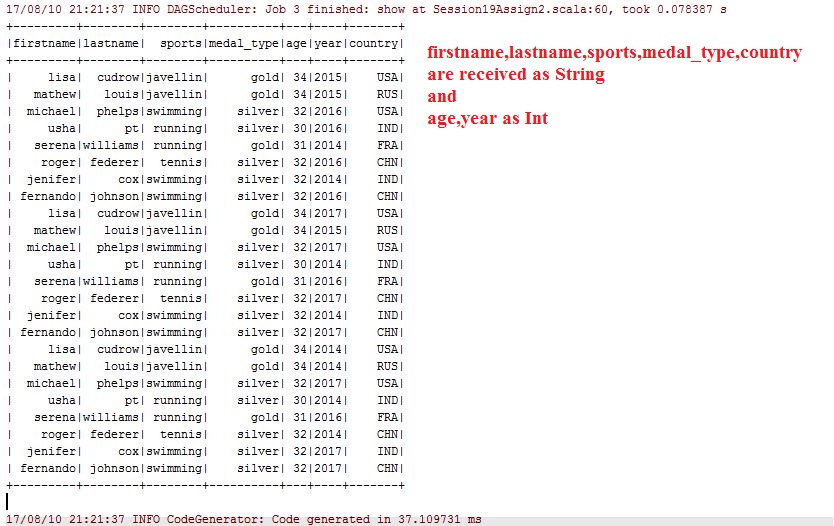 17/08/10 21:21:37 INFO DAGScheduler: Job 3 finished: show at Session19Assign2.scala:60, took 0.078387 s
+---------+--------+--------+----------+---+----+-------+
|firstname|lastname|  sports|medal_type|age|year|country|
+---------+--------+--------+----------+---+----+-------+
|     lisa|  cudrow|javellin|      gold| 34|2015|    USA|
|   mathew|   louis|javellin|      gold| 34|2015|    RUS|
|  michael|  phelps|swimming|    silver| 32|2016|    USA|
|     usha|      pt| running|    silver| 30|2016|    IND|
|   serena|williams| running|      gold| 31|2014|    FRA|
|    roger| federer|  tennis|    silver| 32|2016|    CHN|
| jenifer|     cox|swimming|    silver| 32|2014|    IND|
| fernando| johnson|swimming|    silver| 32|2016|    CHN|
|     lisa|  cudrow|javellin|      gold| 34|2017|    USA|
|   mathew|   louis|javellin|      gold| 34|2015|    RUS|
|  michael|  phelps|swimming|    silver| 32|2017|    USA|
|     usha|      pt| running|    silver| 30|2014|    IND|
|   serena|williams| running|      gold| 31|2016|    FRA|
|    roger| federer|  tennis|    silver| 32|2017|    CHN|
| jenifer|     cox|swimming|    silver| 32|2014|    IND|
| fernando| johnson|swimming|    silver| 32|2017|    CHN|
|     lisa|  cudrow|javellin|      gold| 34|2014|    USA|
|   mathew|   louis|javellin|      gold| 34|2014|    RUS|
|  michael|  phelps|swimming|    silver| 32|2017|    USA|
|     usha|      pt| running|    silver| 30|2014|    IND|
|   serena|williams| running|      gold| 31|2016|    FRA|
|    roger| federer|  tennis|    silver| 32|2014|    CHN|
| jenifer|     cox|swimming|    silver| 32|2017|    IND|
| fernando| johnson|swimming|    silver| 32|2017|    CHN|
+---------+--------+--------+----------+---+----+-------+
17/08/10 21:21:37 INFO CodeGenerator: Code generated in 37.109731 ms
firstname,lastname,sports,medal_type,country
are received as String
and
age,year as Int